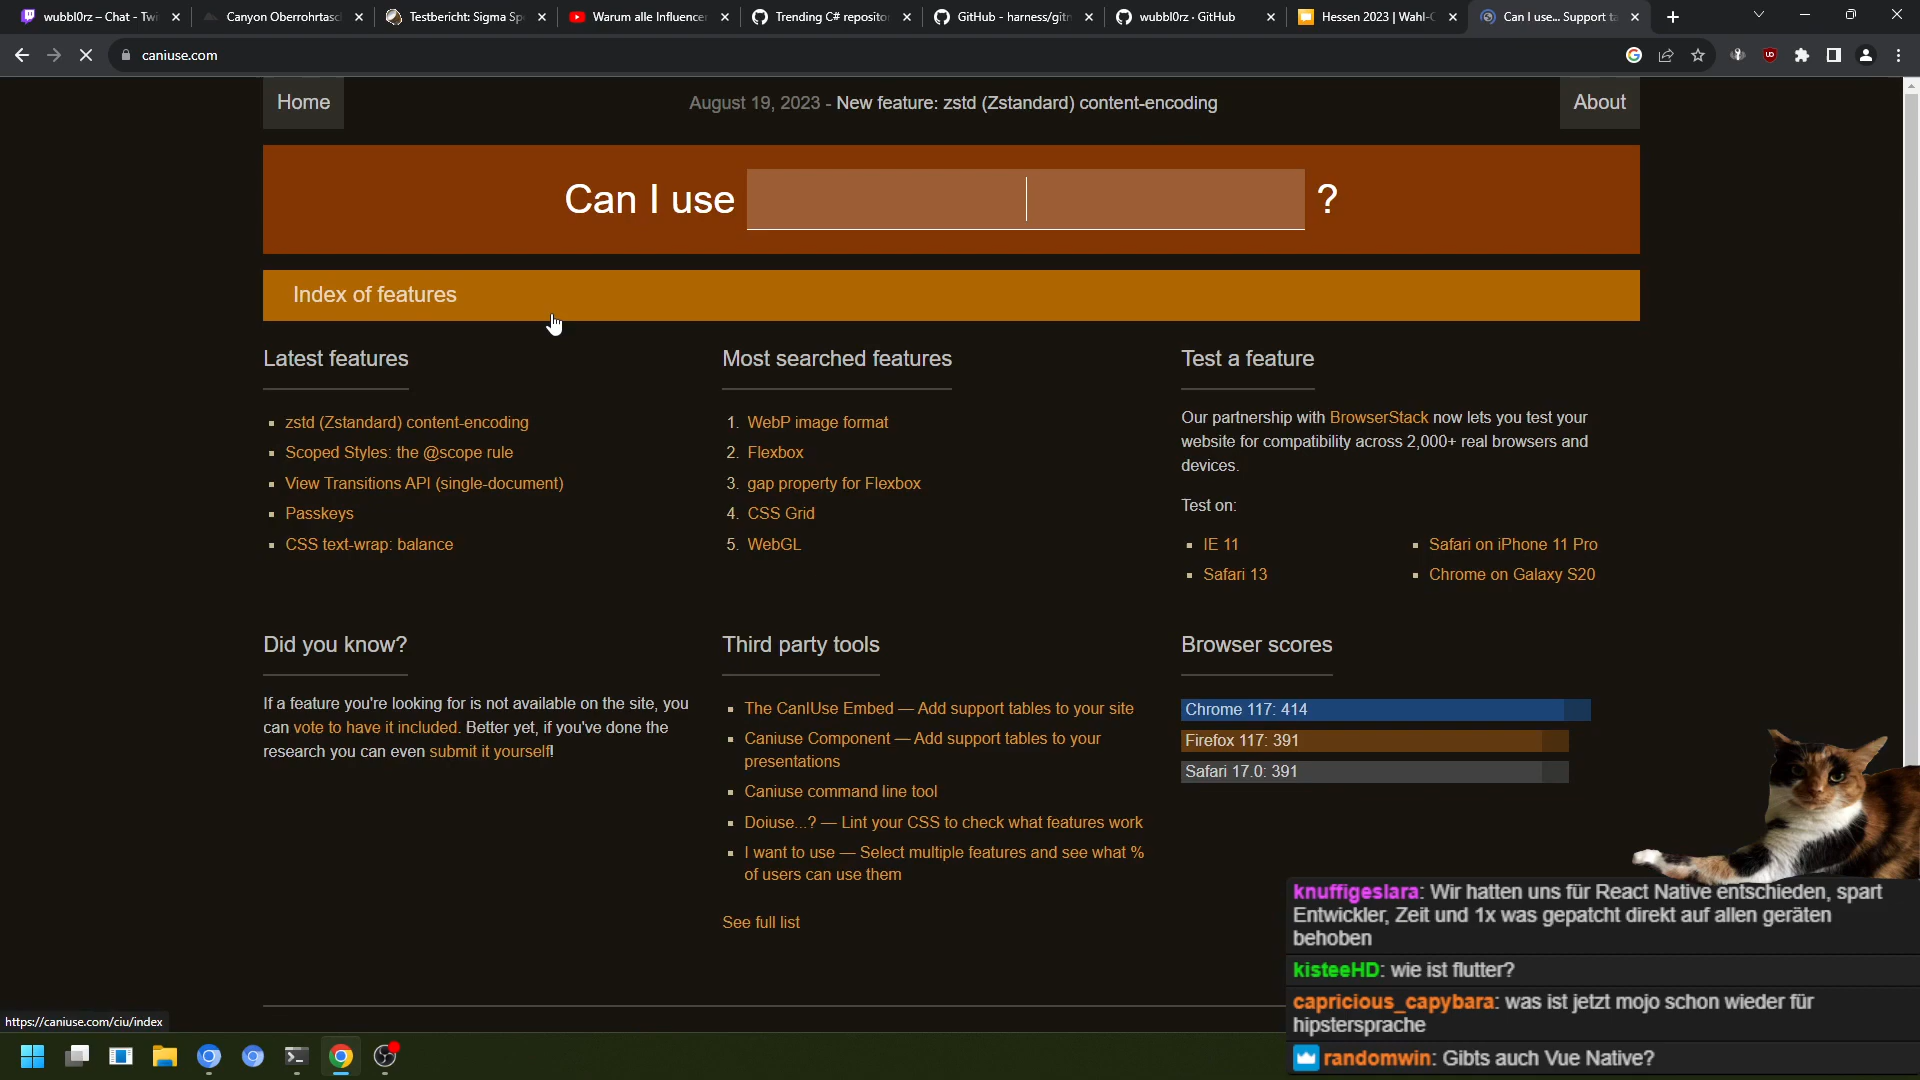 wubbl0rz – Chat - Twi
Canyon Oberrohrtasc
Testbericht: Sigma Sp
Warum alle Influence
Trending C# reposito
GitHub - harness/gitn
wubbl0rz · GitHub
Hessen 2023 | Wahl-O
Can I use... Support ta
caniuse.com
Home
August 19, 2023 - New feature: zstd (Zstandard) content-encoding
About
Can I use
?
Index of features
Latest features
zstd (Zstandard) content-encoding
Scoped Styles: the @scope rule
View Transitions API (single-document)
Passkeys
CSS text-wrap: balance
Most searched features
1. WebP image format
2. Flexbox
3. gap property for Flexbox
4. CSS Grid
5. WebGL
Test a feature
Our partnership with BrowserStack now lets you test your
website for compatibility across 2,000+ real browsers and
devices.
Test on:
IE 11
Safari 13
Safari on iPhone 11 Pro
Chrome on Galaxy S20
Did you know?
If a feature you're looking for is not available on the site, you
can vote to have it included. Better yet, if you've done the
research you can even submit it yourself!
Third party tools
The CanIUse Embed — Add support tables to your site
Caniuse Component — Add support tables to your
presentations
Caniuse command line tool
Doiuse...? — Lint your CSS to check what features work
I want to use — Select multiple features and see what %
of users can use them
See full list
Browser scores
Chrome 117: 414
Firefox 117: 391
Safari 17.0: 391
knuffigeslara: Wir hatten uns für React Native entschieden, spart
Entwickler, Zeit und 1x was gepatcht direkt auf allen geräten
behoben
kisteeHD: wie ist flutter?
capricious_capybara: was ist jetzt mojo schon wieder für
hipstersprache
randomwin: Gibts auch Vue Native?
https://caniuse.com/ciu/index